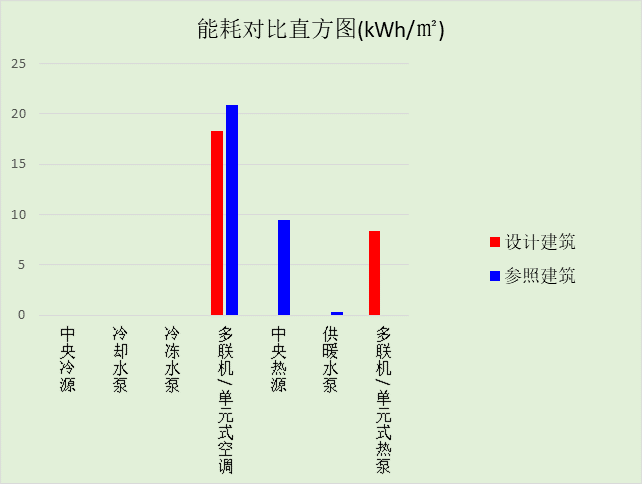 能耗对比直方图(kWh/㎡)
25
20
15
10
5
0
中央冷源
冷却水泵
冷冻水泵
多联机/单元式空调
中央热源
供暖水泵
多联机/单元式热泵
设计建筑
参照建筑